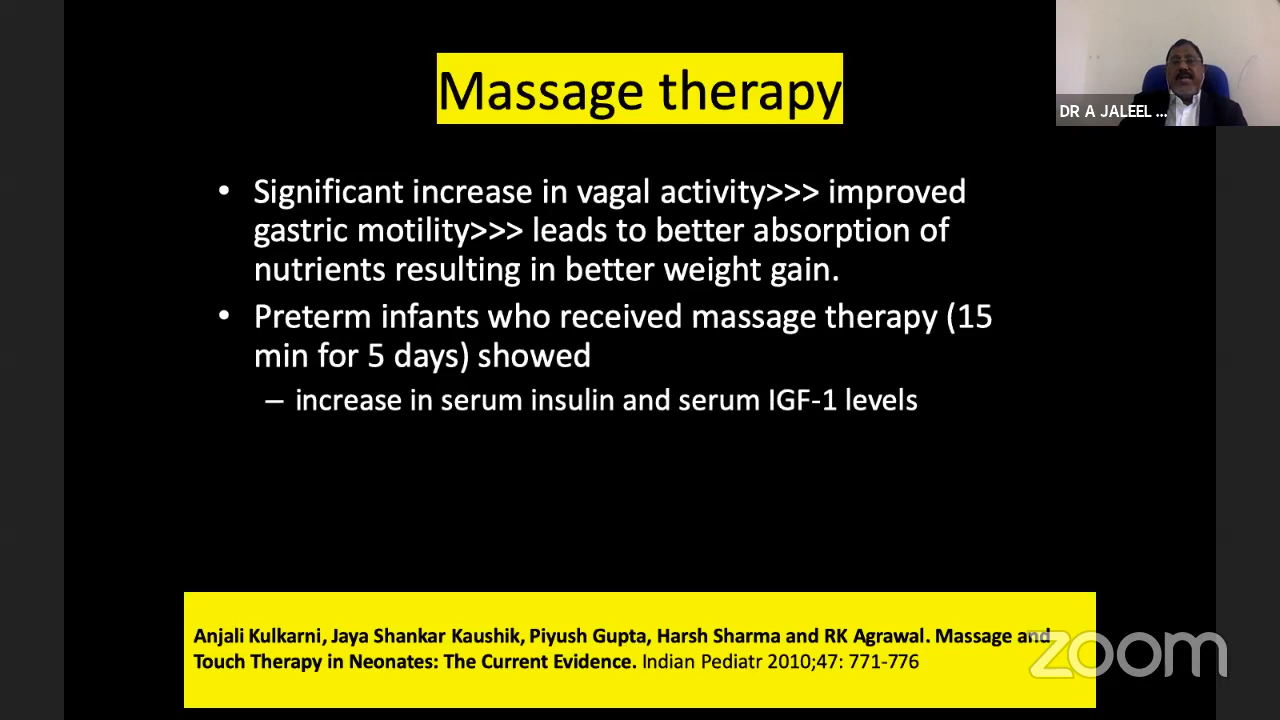 Massage therapy
DR A JALEEL ...
• Significant increase in vagal activity>>> improved
gastric motility>>> leads to better absorption of
nutrients resulting in better weight gain.
• Preterm infants who received massage therapy (15
min for 5 days) showed
– increase in serum insulin and serum IGF-1 levels
Anjali Kulkarni, Jaya Shankar Kaushik, Piyush Gupta, Harsh Sharma and RK Agrawal. Massage and
Touch Therapy in Neonates: The Current Evidence. Indian Pediatr 2010;47: 771-776
zoom